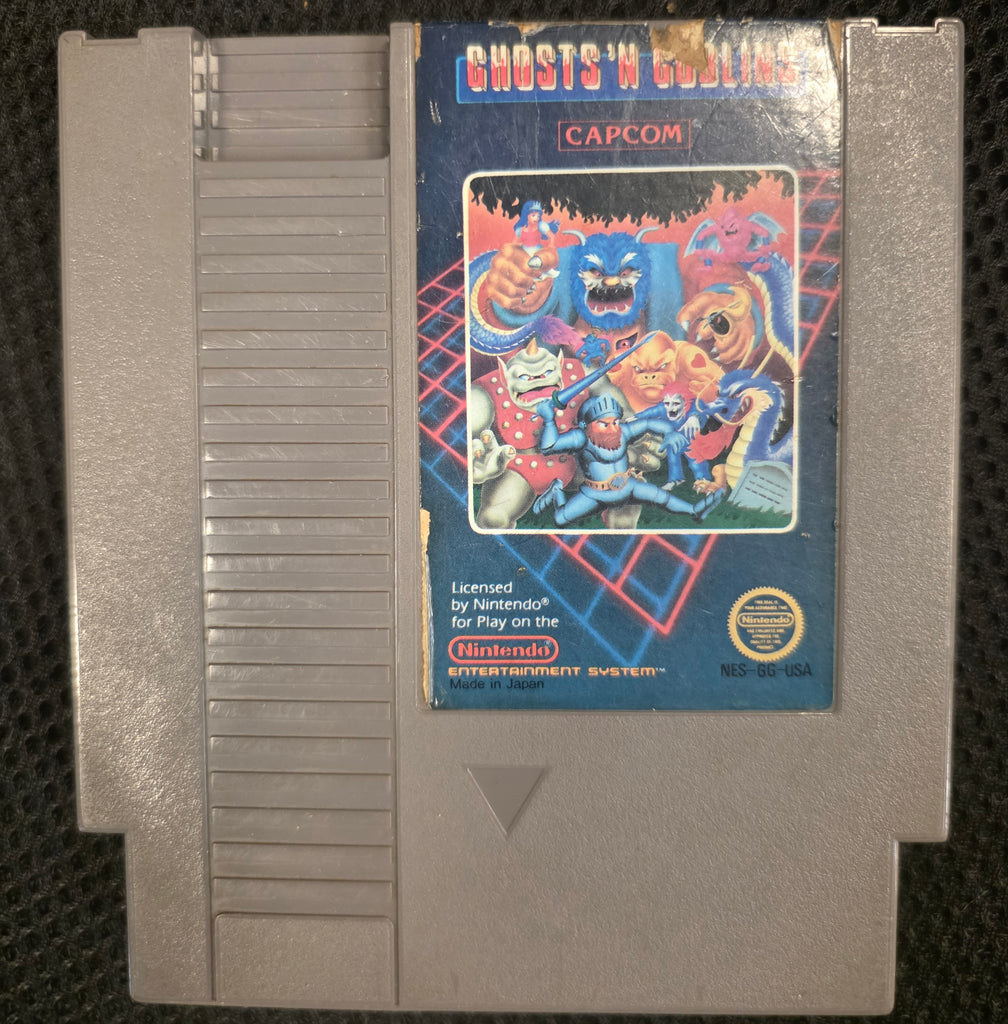 GHOSTS'N GOBLINS
CAPCOM
Licensed
by Nintendo®
for Play on the
Nintendo®
ENTERTAINMENT SYSTEM™
Made in Japan
Nintendo
NES-GG-USA